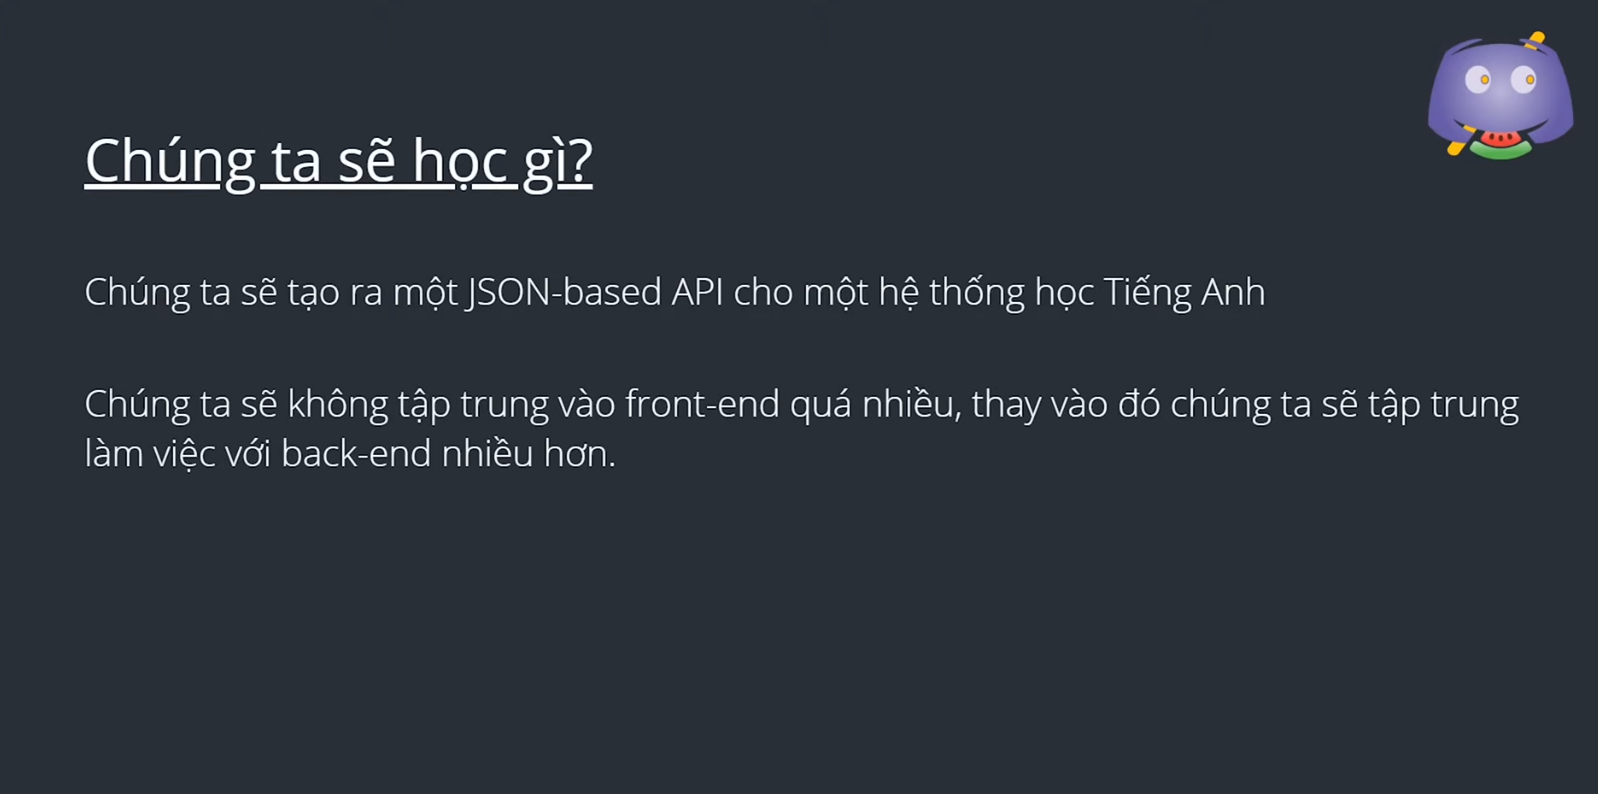 Chúng ta sẽ học gì?
Chúng ta sẽ tạo ra một JSON-based API cho một hệ thống học Tiếng Anh
Chúng ta sẽ không tập trung vào front-end quá nhiều, thay vào đó chúng ta sẽ tập trung
làm việc với back-end nhiều hơn.